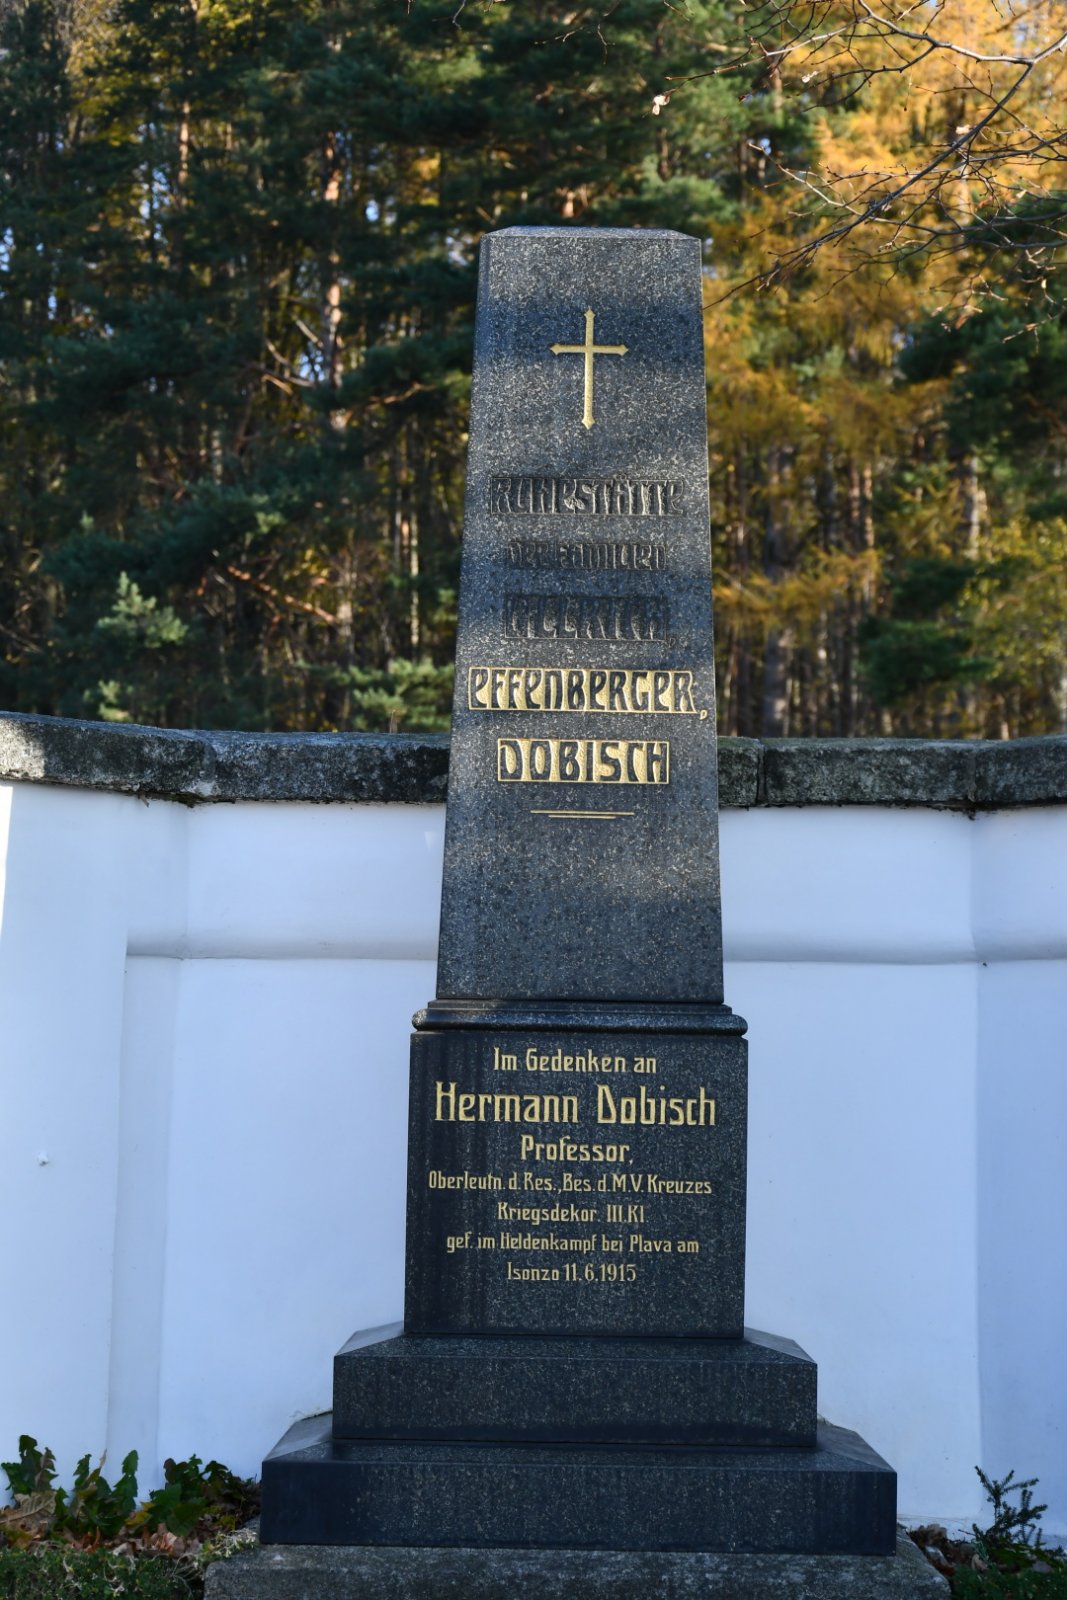 RUHESTÄTTE
DER FAMILIEN
EFFENBERGER,
DOBISCH
Im Gedenken an
Hermann Dobisch
Professor,
Oberleutn. d. Res., Bes. d. M.V. Kreuzes
Kriegsdekor. III.Kl
gef. im Heldenkampf bei Plava am
Isonzo 11.6.1915